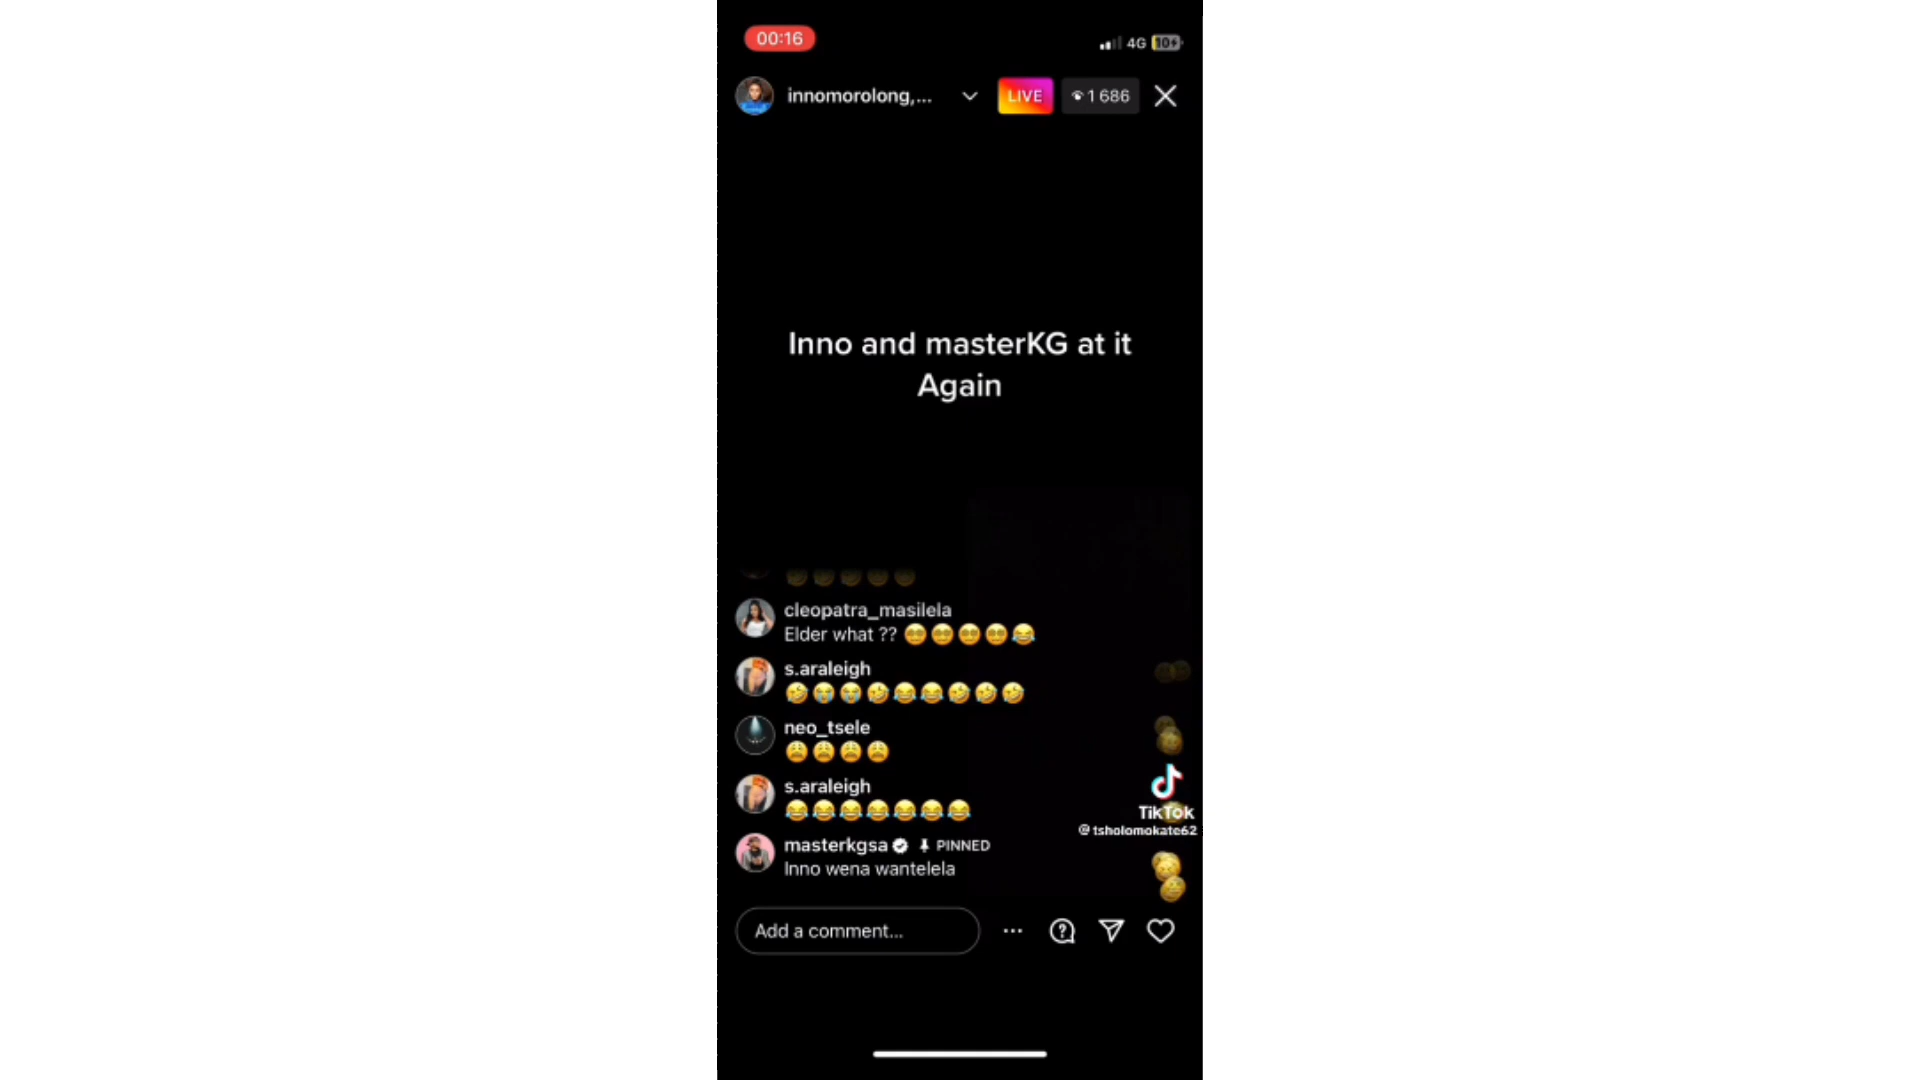 00:16
4G
10
innomorolong,...
LIVE
1 686
Inno and masterKG at it
Again
cleopatra_masilela
Elder what ??
s.araleigh
neo_tsele
s.araleigh
TikTok
@tsholomokate62
masterkgsa PINNED
Inno wena wantelela
Add a comment...